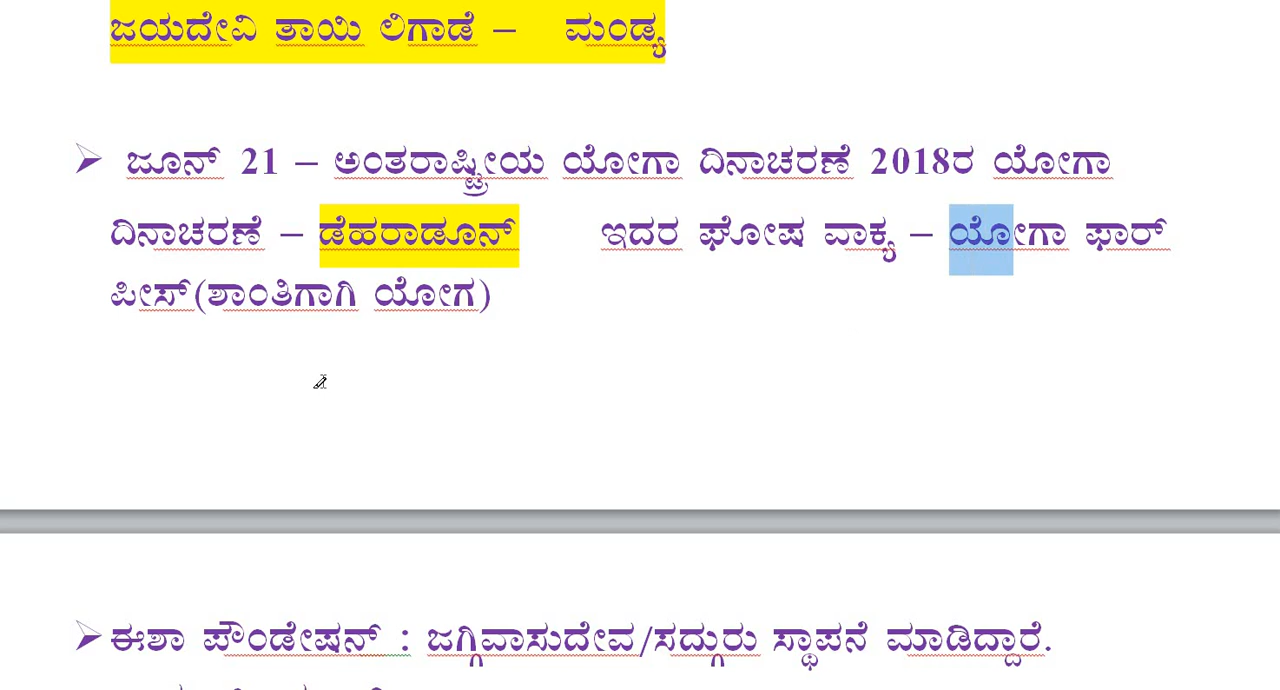 ಜಯದೇವಿ ತಾಯಿ ಲಿಗಾಡೆ – ಮಂಡ್ಯ
➢ ಜೂನ್ 21 – ಅಂತರಾಷ್ಟ್ರೀಯ ಯೋಗಾ ದಿನಾಚರಣೆ 2018ರ ಯೋಗಾ
ದಿನಾಚರಣೆ – ಡೆಹರಾಡೂನ್ ಇದರ ಘೋಷ ವಾಕ್ಯ – ಯೋಗಾ ಫಾರ್
ಪೀಸ್(ಶಾಂತಿಗಾಗಿ ಯೋಗ)
➢ ಈಶಾ ಪೌಂಡೇಷನ್ : ಜಗ್ಗಿವಾಸುದೇವ/ಸದ್ಗುರು ಸ್ಥಾಪನೆ ಮಾಡಿದ್ದಾರೆ.